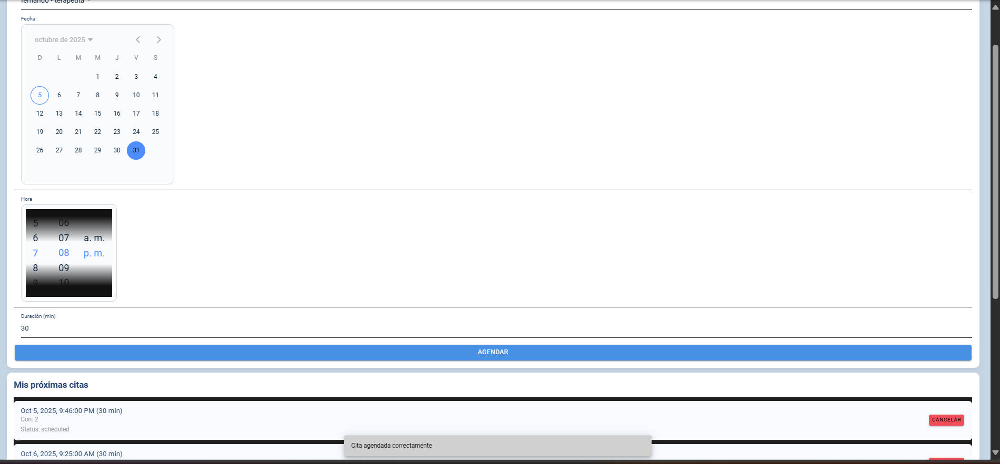 fernando • terapeuta
Fecha
octubre de 2025
D L M M J V S
1 2 3 4
5 6 7 8 9 10 11
12 13 14 15 16 17 18
19 20 21 22 23 24 25
26 27 28 29 30 31
Hora
5 06
6 07 a. m.
7 08 p. m.
8 09
9 10
Duración (min)
30
AGENDAR
Mis próximas citas
Oct 5, 2025, 9:46:00 PM (30 min)
Con: 2
Status: scheduled
CANCELAR
Cita agendada correctamente
Oct 6, 2025, 9:25:00 AM (30 min)